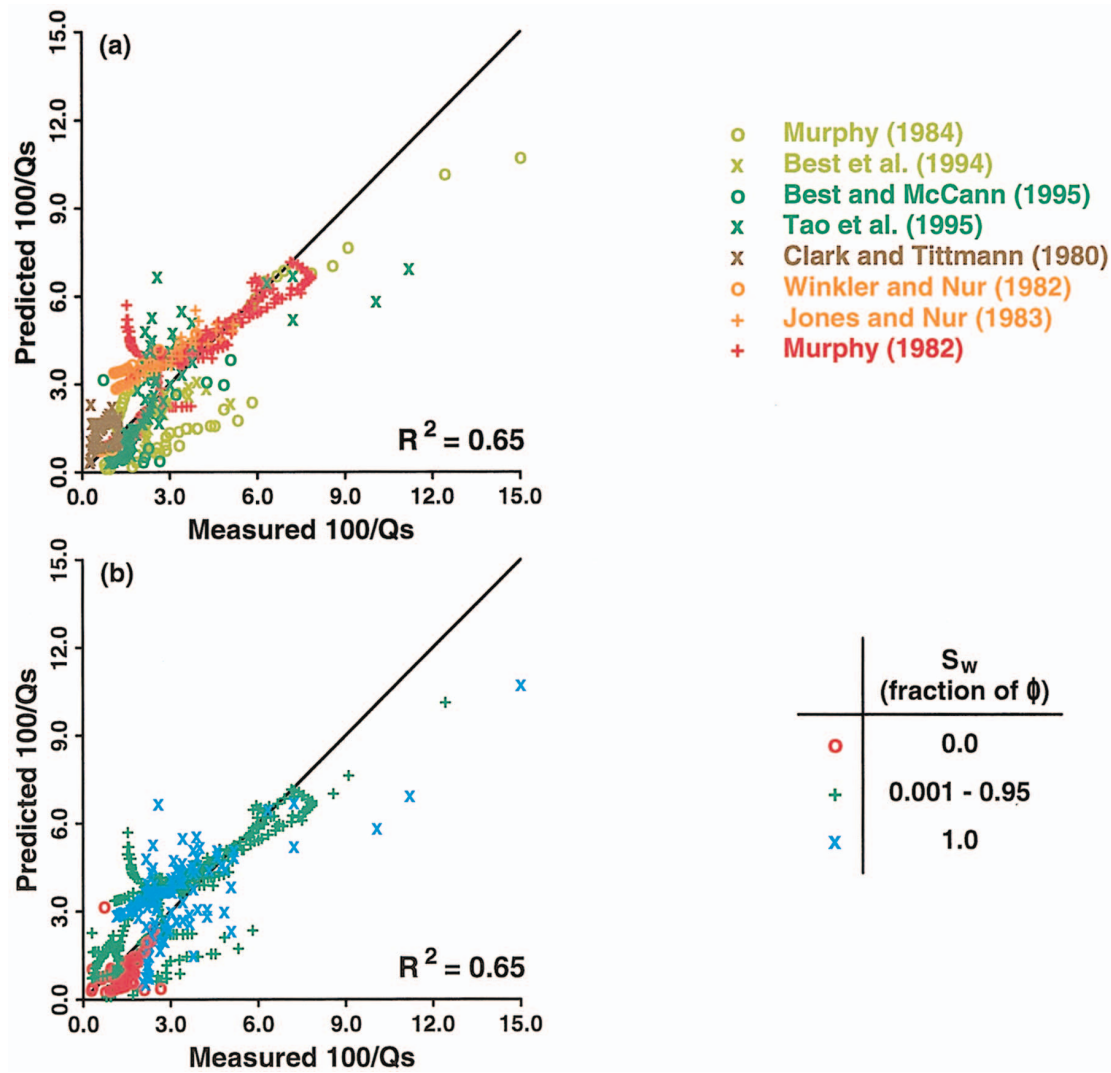 (a)
15.0
12.0
9.0
6.0
3.0
0.0
Predicted 100/Qs
R² = 0.65
0.0 3.0 6.0 9.0 12.0 15.0
Measured 100/Qs
o Murphy (1984)
x Best et al. (1994)
o Best and McCann (1995)
x Tao et al. (1995)
x Clark and Tittmann (1980)
o Winkler and Nur (1982)
+ Jones and Nur (1983)
+ Murphy (1982)
(b)
15.0
12.0
9.0
6.0
3.0
0.0
Predicted 100/Qs
R² = 0.65
0.0 3.0 6.0 9.0 12.0 15.0
Measured 100/Qs
Sw
(fraction of ϕ)
o 0.0
+ 0.001 - 0.95
x 1.0